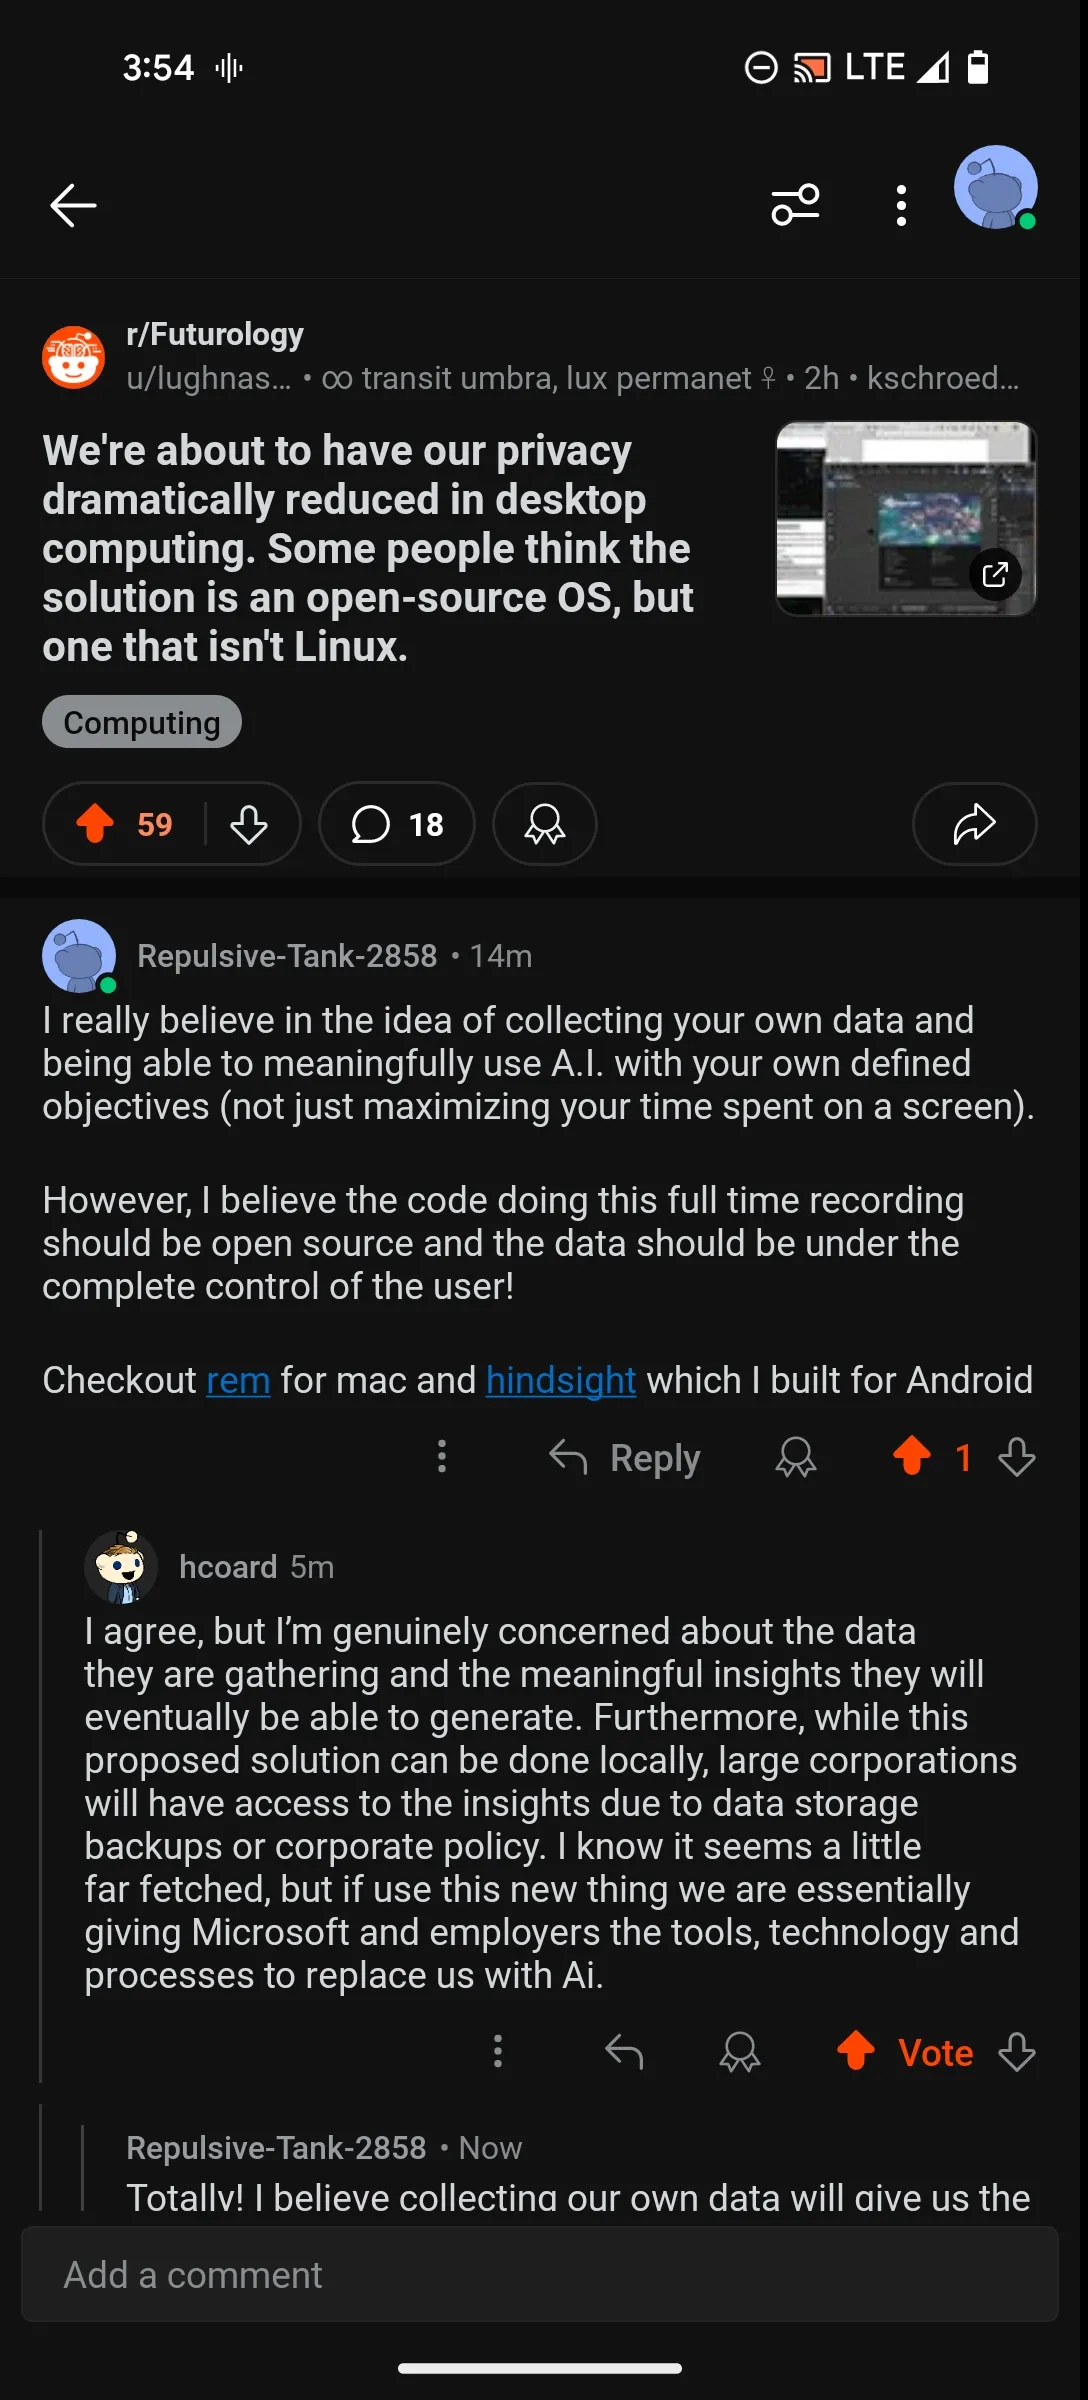 3:54
LTE
r/Futurology
u/lughnas... • ∞ transit umbra, lux permanet ♀ • 2h • kschroed...
We're about to have our privacy
dramatically reduced in desktop
computing. Some people think the
solution is an open-source OS, but
one that isn't Linux.
Computing
59
18
Repulsive-Tank-2858 • 14m
I really believe in the idea of collecting your own data and
being able to meaningfully use A.I. with your own defined
objectives (not just maximizing your time spent on a screen).
However, I believe the code doing this full time recording
should be open source and the data should be under the
complete control of the user!
Checkout rem for mac and hindsight which I built for Android
Reply
1
hcoard 5m
I agree, but I’m genuinely concerned about the data
they are gathering and the meaningful insights they will
eventually be able to generate. Furthermore, while this
proposed solution can be done locally, large corporations
will have access to the insights due to data storage
backups or corporate policy. I know it seems a little
far fetched, but if use this new thing we are essentially
giving Microsoft and employers the tools, technology and
processes to replace us with Ai.
Vote
Repulsive-Tank-2858 • Now
Totally! I believe collecting our own data will give us the
Add a comment